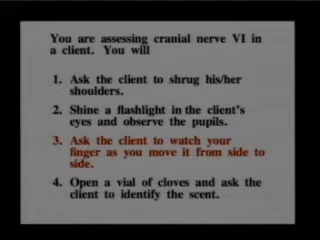 You are assessing cranial nerve VI in
a client. You will
1. Ask the client to shrug his/her
shoulders.
2. Shine a flashlight in the client's
eyes and observe the pupils.
3. Ask the client to watch your
finger as you move it from side to
side.
4. Open a vial of cloves and ask the
client to identify the scent.